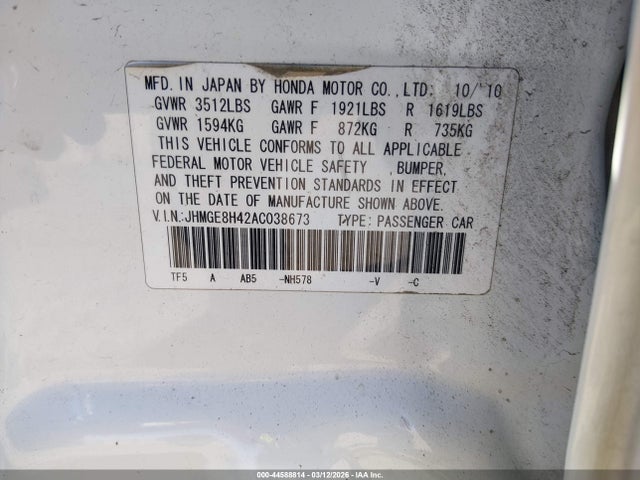 MFD. IN JAPAN BY HONDA MOTOR CO.,LTD: 10/'10
GVWR 3512LBS GAWR F 1921LBS R 1619LBS
GVWR 1594KG GAWR F 872KG R 735KG
THIS VEHICLE CONFORMS TO ALL APPLICABLE
FEDERAL MOTOR VEHICLE SAFETY ,BUMPER,
AND THEFT PREVENTION STANDARDS IN EFFECT
ON THE DATE OF MANUFACTURE SHOWN ABOVE.
V.I.N.:JHMGE8H42AC038673 TYPE: PASSENGER CAR
TF5 A AB5 -NH578 -V -C
000-44588814 | 03/12/2026 | IAA Inc.